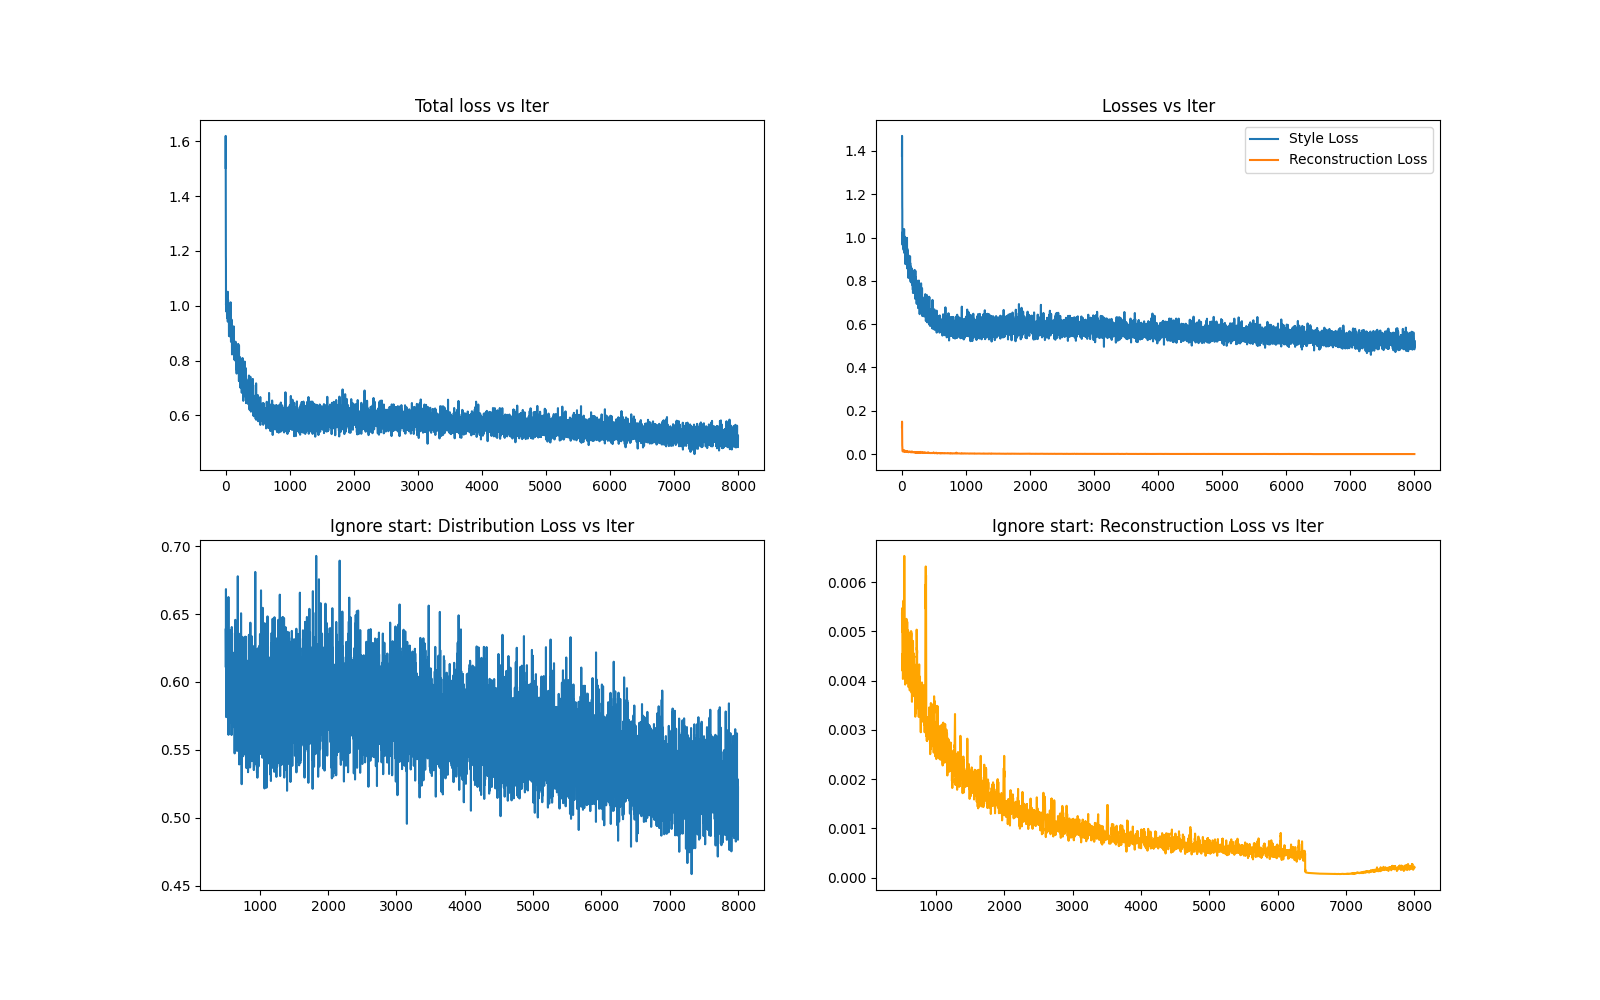 Total loss vs Iter
1.6
1.4
1.2
1.0
0.8
0.6
0 1000 2000 3000 4000 5000 6000 7000 8000
Losses vs Iter
Style Loss
Reconstruction Loss
1.4
1.2
1.0
0.8
0.6
0.4
0.2
0.0
0 1000 2000 3000 4000 5000 6000 7000 8000
Ignore start: Distribution Loss vs Iter
0.70
0.65
0.60
0.55
0.50
0.45
1000 2000 3000 4000 5000 6000 7000 8000
Ignore start: Reconstruction Loss vs Iter
0.006
0.005
0.004
0.003
0.002
0.001
0.000
1000 2000 3000 4000 5000 6000 7000 8000